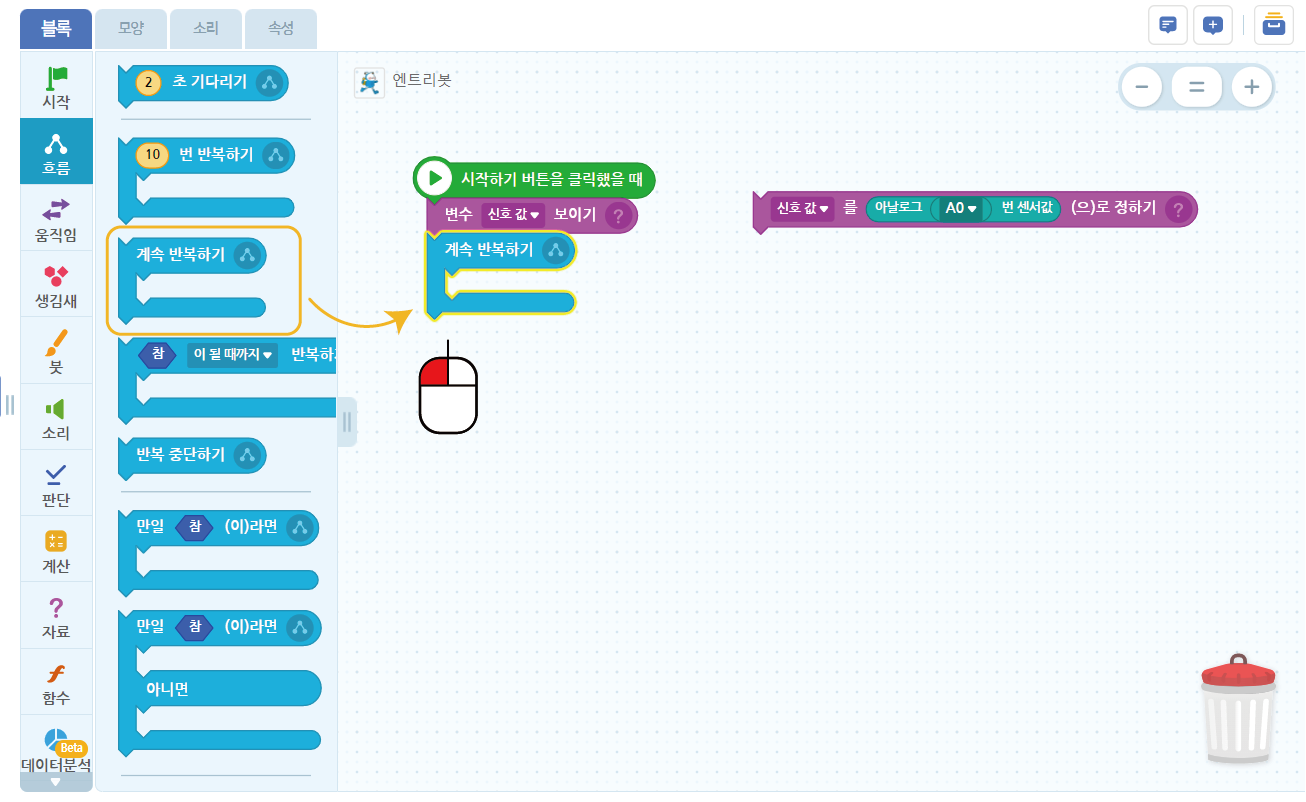 블록
모양
소리
속성
시작
흐름
움직임
생김새
붓
소리
판단
계산
자료
함수
Beta
데이터분석
2 초 기다리기
10 번 반복하기
계속 반복하기
참 이 될 때까지 ▼ 반복하
반복 중단하기
만일 참 (이)라면
만일 참 (이)라면
아니면
엔트리봇
시작하기 버튼을 클릭했을 때
변수 신호 값 ▼ 보이기 ?
계속 반복하기
신호 값 ▼ 를 아날로그 A0 ▼ 번 센서값 (으)로 정하기 ?